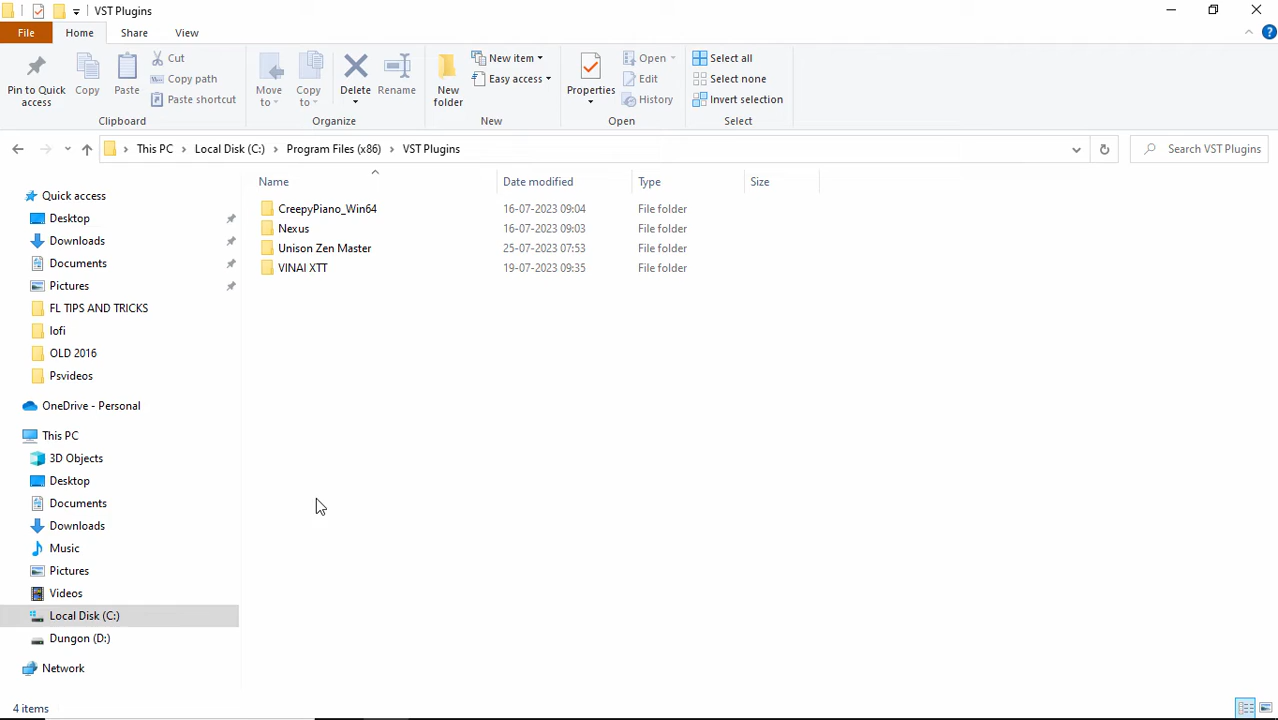 VST Plugins
File Home Share View
Pin to Quick access
Copy
Paste
Cut
Copy path
Paste shortcut
Clipboard
Move to
Copy to
Delete
Rename
Organize
New folder
New item
Easy access
New
Properties
Open
Edit
History
Open
Select all
Select none
Invert selection
Select
This PC Local Disk (C:) Program Files (x86) VST Plugins
Search VST Plugins
Name Date modified Type Size
CreepyPiano_Win64 16-07-2023 09:04 File folder
Nexus 16-07-2023 09:03 File folder
Unison Zen Master 25-07-2023 07:53 File folder
VINAI XTT 19-07-2023 09:35 File folder
Quick access
Desktop
Downloads
Documents
Pictures
FL TIPS AND TRICKS
lofi
OLD 2016
Psvideos
OneDrive - Personal
This PC
3D Objects
Desktop
Documents
Downloads
Music
Pictures
Videos
Local Disk (C:)
Dungon (D:)
Network
4 items